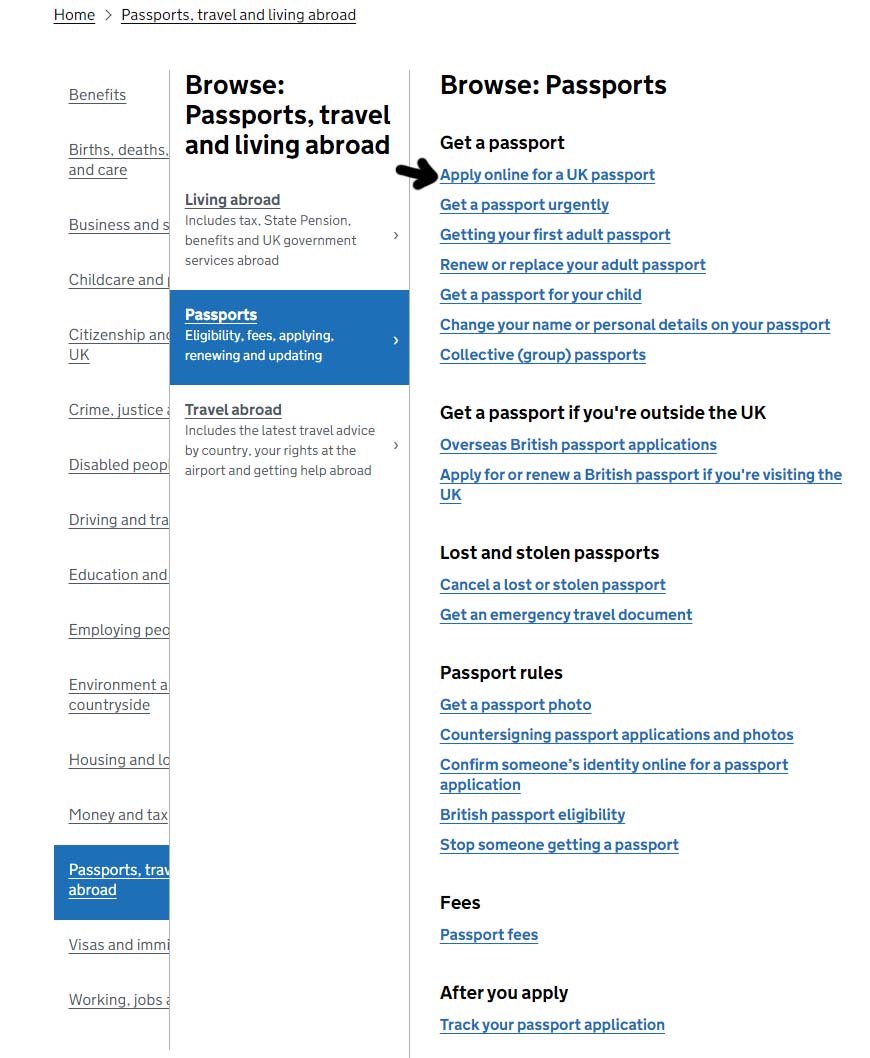 Home > Passports, travel and living abroad
Benefits
Births, deaths,
and care
Business and s
Childcare and
Citizenship and
UK
Crime, justice
Disabled peopl
Driving and tra
Education and
Employing peo
Environment a
countryside
Housing and lo
Money and tax
Passports, trav
abroad
Visas and immi
Working, jobs a
Browse:
Passports, travel
and living abroad
Living abroad
Includes tax, State Pension,
benefits and UK government
services abroad
Passports
Eligibility, fees, applying,
renewing and updating
Travel abroad
Includes the latest travel advice
by country, your rights at the
airport and getting help abroad
Browse: Passports
Get a passport
Apply online for a UK passport
Get a passport urgently
Getting your first adult passport
Renew or replace your adult passport
Get a passport for your child
Change your name or personal details on your passport
Collective (group) passports
Get a passport if you're outside the UK
Overseas British passport applications
Apply for or renew a British passport if you're visiting the
UK
Lost and stolen passports
Cancel a lost or stolen passport
Get an emergency travel document
Passport rules
Get a passport photo
Countersigning passport applications and photos
Confirm someone’s identity online for a passport
application
British passport eligibility
Stop someone getting a passport
Fees
Passport fees
After you apply
Track your passport application